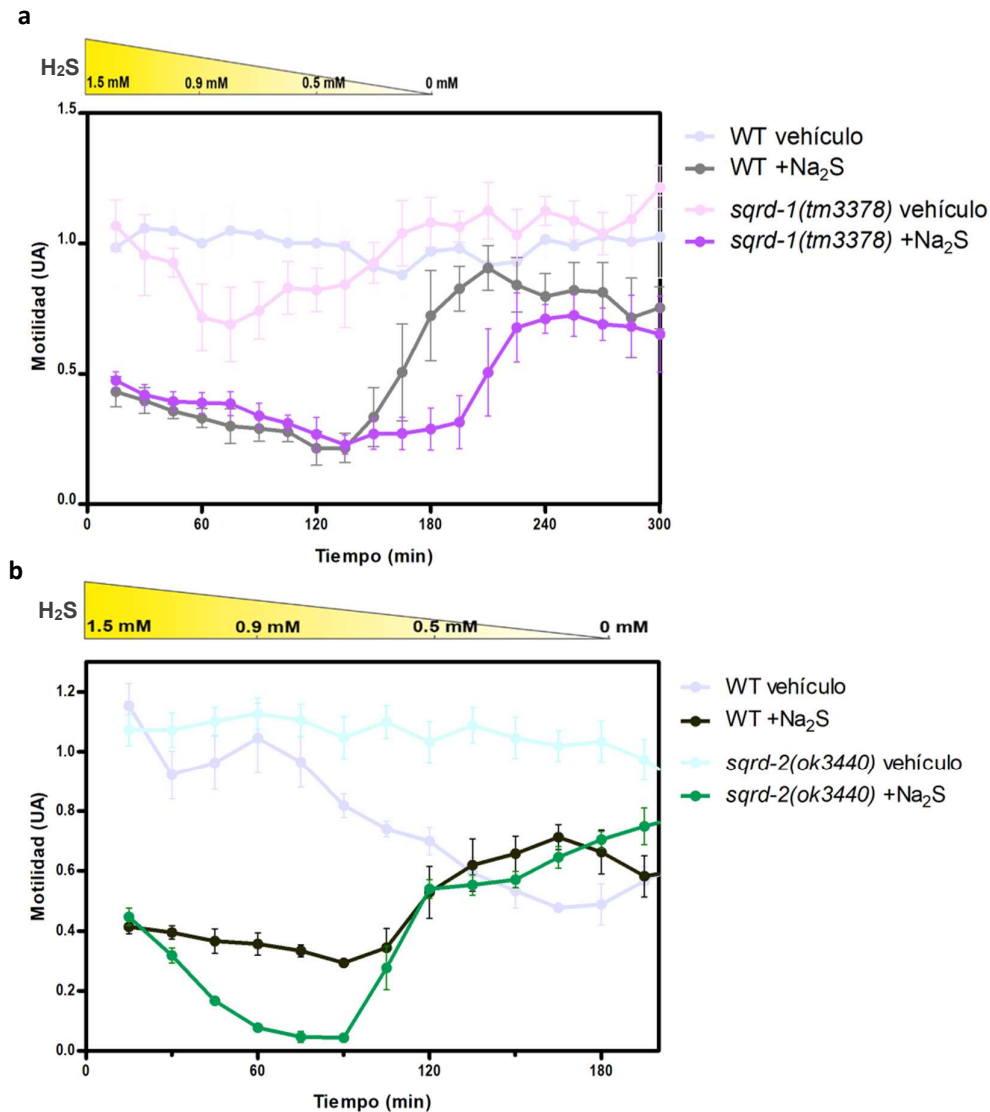 a
H₂S
1.5 mM 0.9 mM 0.5 mM 0 mM
1.5
1.0
0.5
0.0
Motilidad (UA)
0 60 120 180 240 300
Tiempo (min)
WT vehículo
WT +Na₂S
sqrd-1(tm3378) vehículo
sqrd-1(tm3378) +Na₂S
b
H₂S
1.5 mM 0.9 mM 0.5 mM 0 mM
1.2
1.0
0.8
0.6
0.4
0.2
0.0
Motilidad (UA)
0 60 120 180
Tiempo (min)
WT vehículo
WT +Na₂S
sqrd-2(ok3440) vehículo
sqrd-2(ok3440) +Na₂S